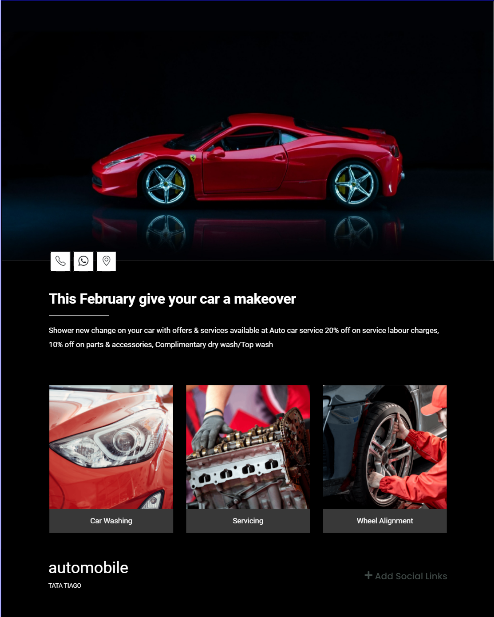 This February give your car a makeover
Shower new change on your car with offers & services available at Auto car service 20% off on service labour charges,
10% off on parts & accessories, Complimentary dry wash/Top wash
Car Washing
Servicing
Wheel Alignment
automobile
TATA TIAGO
+ Add Social Links